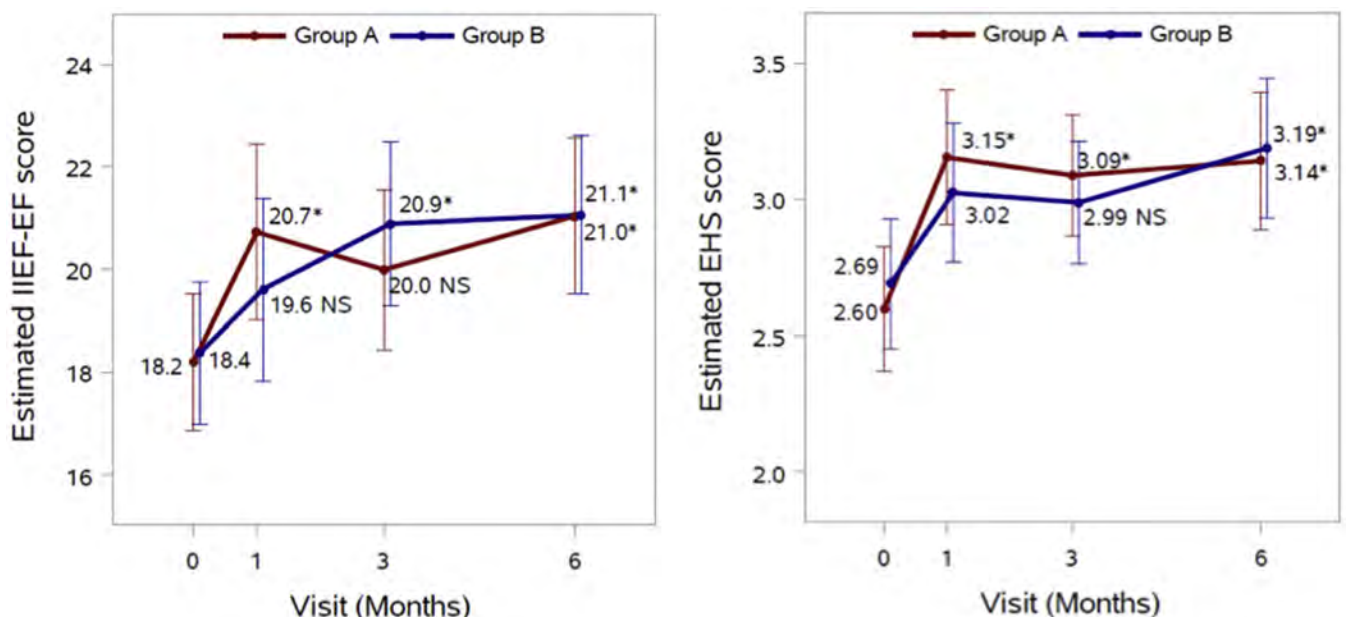 Group A Group B
Estimated IIEF-EF score
24
22
20
18
16
18.2
18.4
20.7*
19.6 NS
20.9*
20.0 NS
21.1*
21.0*
0 1 3 6
Visit (Months)
Group A Group B
Estimated EHS score
3.5
3.0
2.5
2.0
2.69
2.60
3.15*
3.02
3.09*
2.99 NS
3.19*
3.14*
0 1 3 6
Visit (Months)